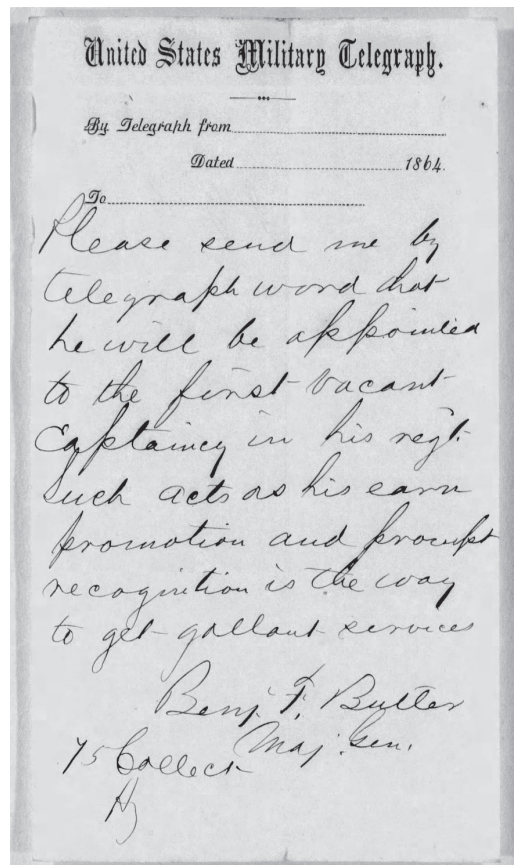 United States Military Telegraph.
By Telegraph from
Dated 1864.
To
Please send me by
telegraph word that
he will be appointed
to the first vacant
Captaincy in his regt.
Such acts as his earn
promotion and prompt
recognition is the way
to get gallant services
Benj. F. Butler
Maj. Gen.
75 Collect